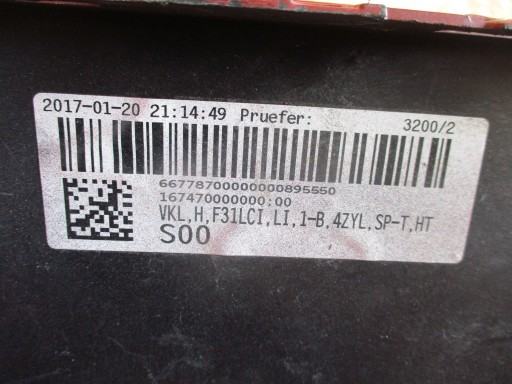 2017-01-20 21:14:49 Pruefer: 3200/2
66778700000000895550
167470000000:00
VKL,H,F31LCI,LI,1-B,4ZYL,SP-T,HT
S00